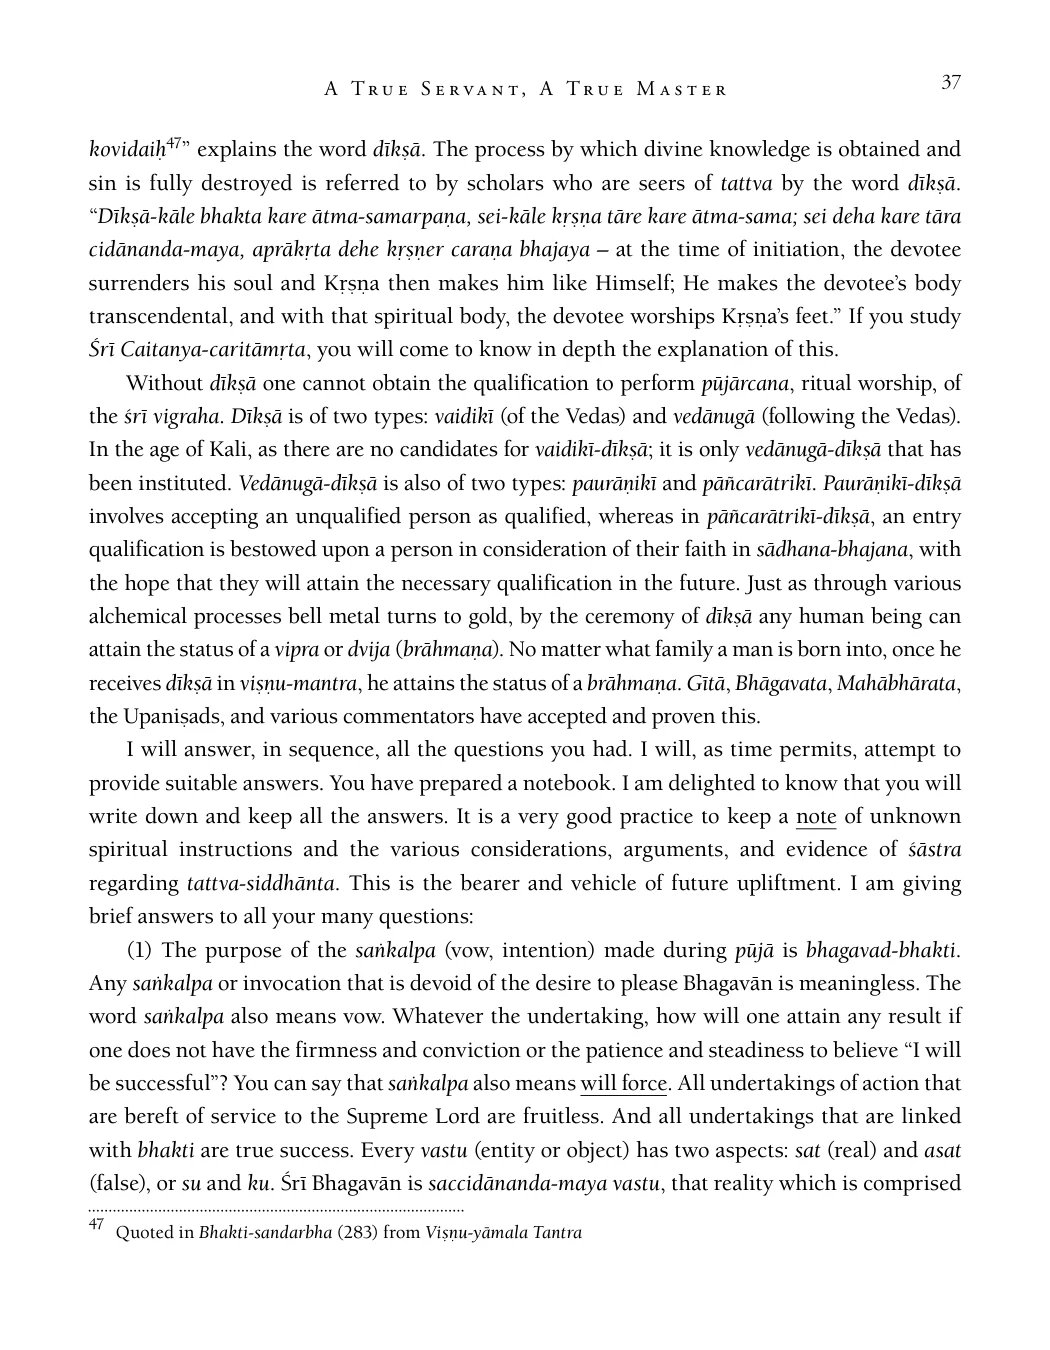 A True Servant, A True Master
37
kovidaiḥ47” explains the word dīkṣā. The process by which divine knowledge is obtained and
sin is fully destroyed is referred to by scholars who are seers of tattva by the word dīkṣā.
“Dīkṣā-kāle bhakta kare ātma-samarpaṇa, sei-kāle kṛṣṇa tāre kare ātma-sama; sei deha kare tāra
cidānanda-maya, aprākṛta dehe kṛṣṇer caraṇa bhajaya – at the time of initiation, the devotee
surrenders his soul and Kṛṣṇa then makes him like Himself; He makes the devotee’s body
transcendental, and with that spiritual body, the devotee worships Kṛṣṇa’s feet.” If you study
Śrī Caitanya-caritāmṛta, you will come to know in depth the explanation of this.
Without dīkṣā one cannot obtain the qualification to perform pūjārcana, ritual worship, of
the śrī vigraha. Dīkṣā is of two types: vaidikī (of the Vedas) and vedānugā (following the Vedas).
In the age of Kali, as there are no candidates for vaidikī-dīkṣā; it is only vedānugā-dīkṣā that has
been instituted. Vedānugā-dīkṣā is also of two types: paurāṇikī and pāñcarātrikī. Paurāṇikī-dīkṣā
involves accepting an unqualified person as qualified, whereas in pāñcarātrikī-dīkṣā, an entry
qualification is bestowed upon a person in consideration of their faith in sādhana-bhajana, with
the hope that they will attain the necessary qualification in the future. Just as through various
alchemical processes bell metal turns to gold, by the ceremony of dīkṣā any human being can
attain the status of a vipra or dvija (brāhmaṇa). No matter what family a man is born into, once he
receives dīkṣā in viṣṇu-mantra, he attains the status of a brāhmaṇa. Gītā, Bhāgavata, Mahābhārata,
the Upaniṣads, and various commentators have accepted and proven this.
I will answer, in sequence, all the questions you had. I will, as time permits, attempt to
provide suitable answers. You have prepared a notebook. I am delighted to know that you will
write down and keep all the answers. It is a very good practice to keep a note of unknown
spiritual instructions and the various considerations, arguments, and evidence of śāstra
regarding tattva-siddhānta. This is the bearer and vehicle of future upliftment. I am giving
brief answers to all your many questions:
(1) The purpose of the saṅkalpa (vow, intention) made during pūjā is bhagavad-bhakti.
Any saṅkalpa or invocation that is devoid of the desire to please Bhagavān is meaningless. The
word saṅkalpa also means vow. Whatever the undertaking, how will one attain any result if
one does not have the firmness and conviction or the patience and steadiness to believe “I will
be successful”? You can say that saṅkalpa also means will force. All undertakings of action that
are bereft of service to the Supreme Lord are fruitless. And all undertakings that are linked
with bhakti are true success. Every vastu (entity or object) has two aspects: sat (real) and asat
(false), or su and ku. Śrī Bhagavān is saccidānanda-maya vastu, that reality which is comprised
47 Quoted in Bhakti-sandarbha (283) from Viṣṇu-yāmala Tantra